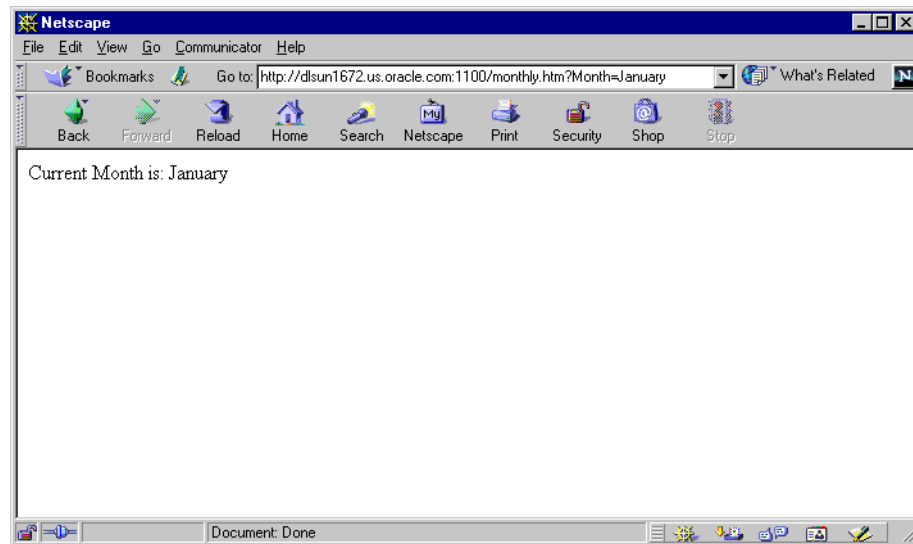 Netscape
File Edit View Go Communicator Help
Bookmarks Go to: http://dlsun1672.us.oracle.com:1100/monthly.htm?Month=January What's Related N
Back Forward Reload Home Search My Netscape Print Security Shop Stop
Current Month is: January
Document: Done